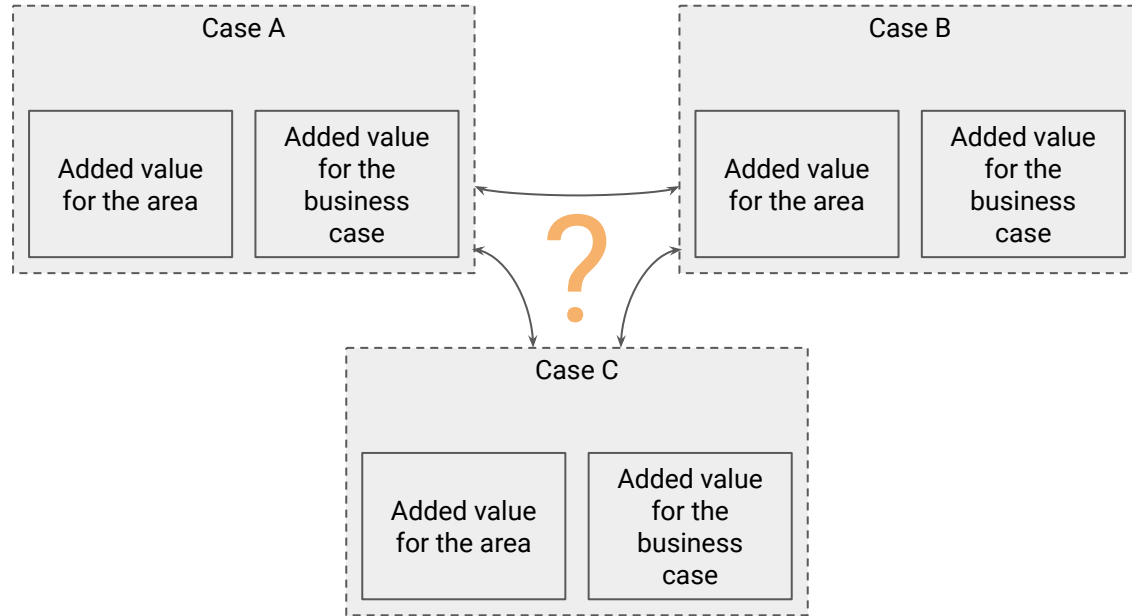 Case A
Added value
for the area
Added value
for the
business
case
Case B
Added value
for the area
Added value
for the
business
case
?
Case C
Added value
for the area
Added value
for the
business
case